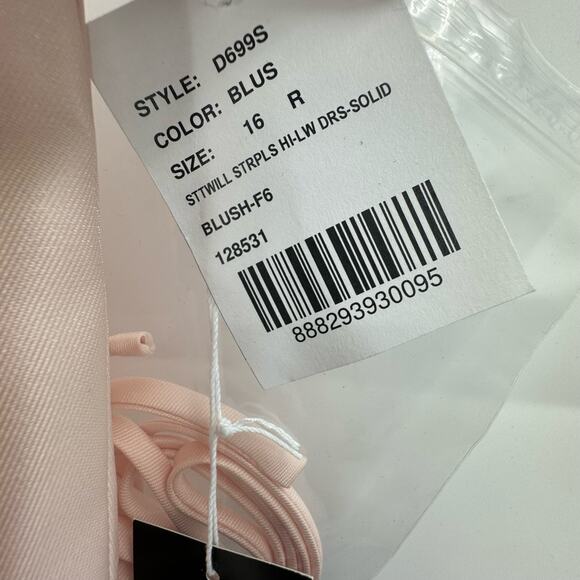 STYLE: D699S
COLOR: BLUS
SIZE: 16 R
STTWILL STRPLS HI-LW DRS-SOLID
BLUSH-F6
128531
888293930095